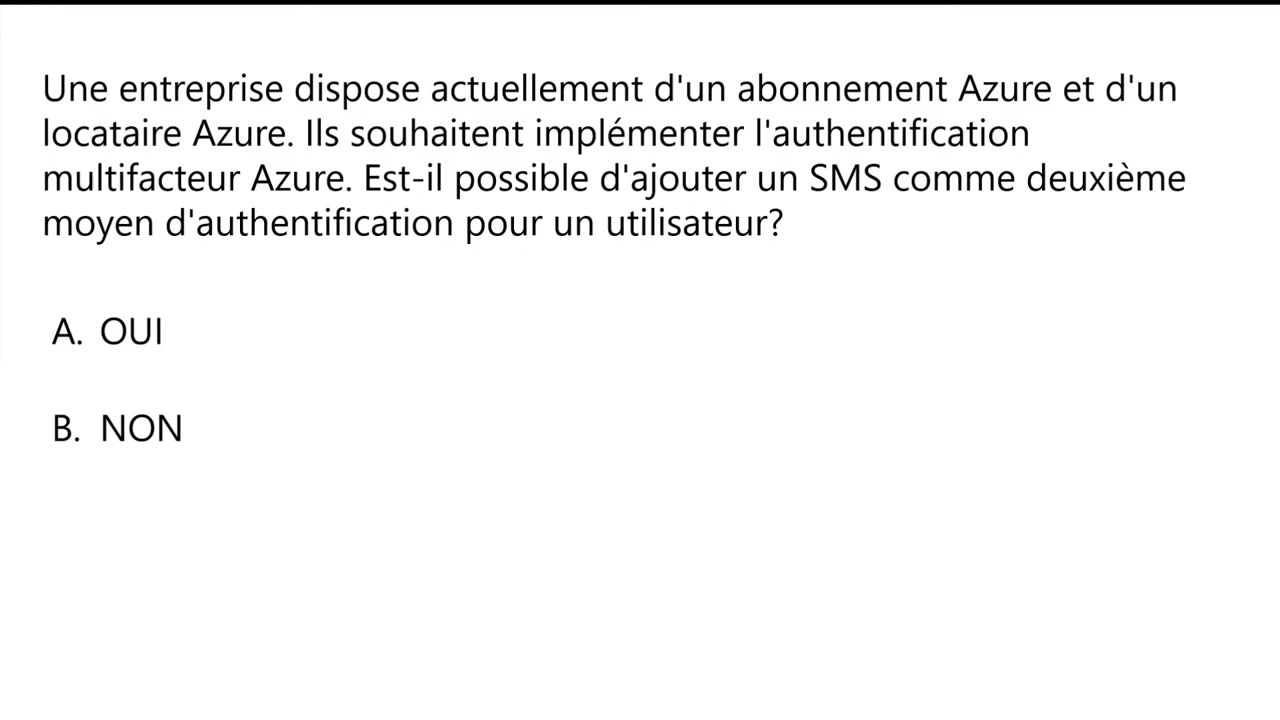 Une entreprise dispose actuellement d'un abonnement Azure et d'un
locataire Azure. Ils souhaitent implémenter l'authentification
multifacteur Azure. Est-il possible d'ajouter un SMS comme deuxième
moyen d'authentification pour un utilisateur?
A. OUI
B. NON